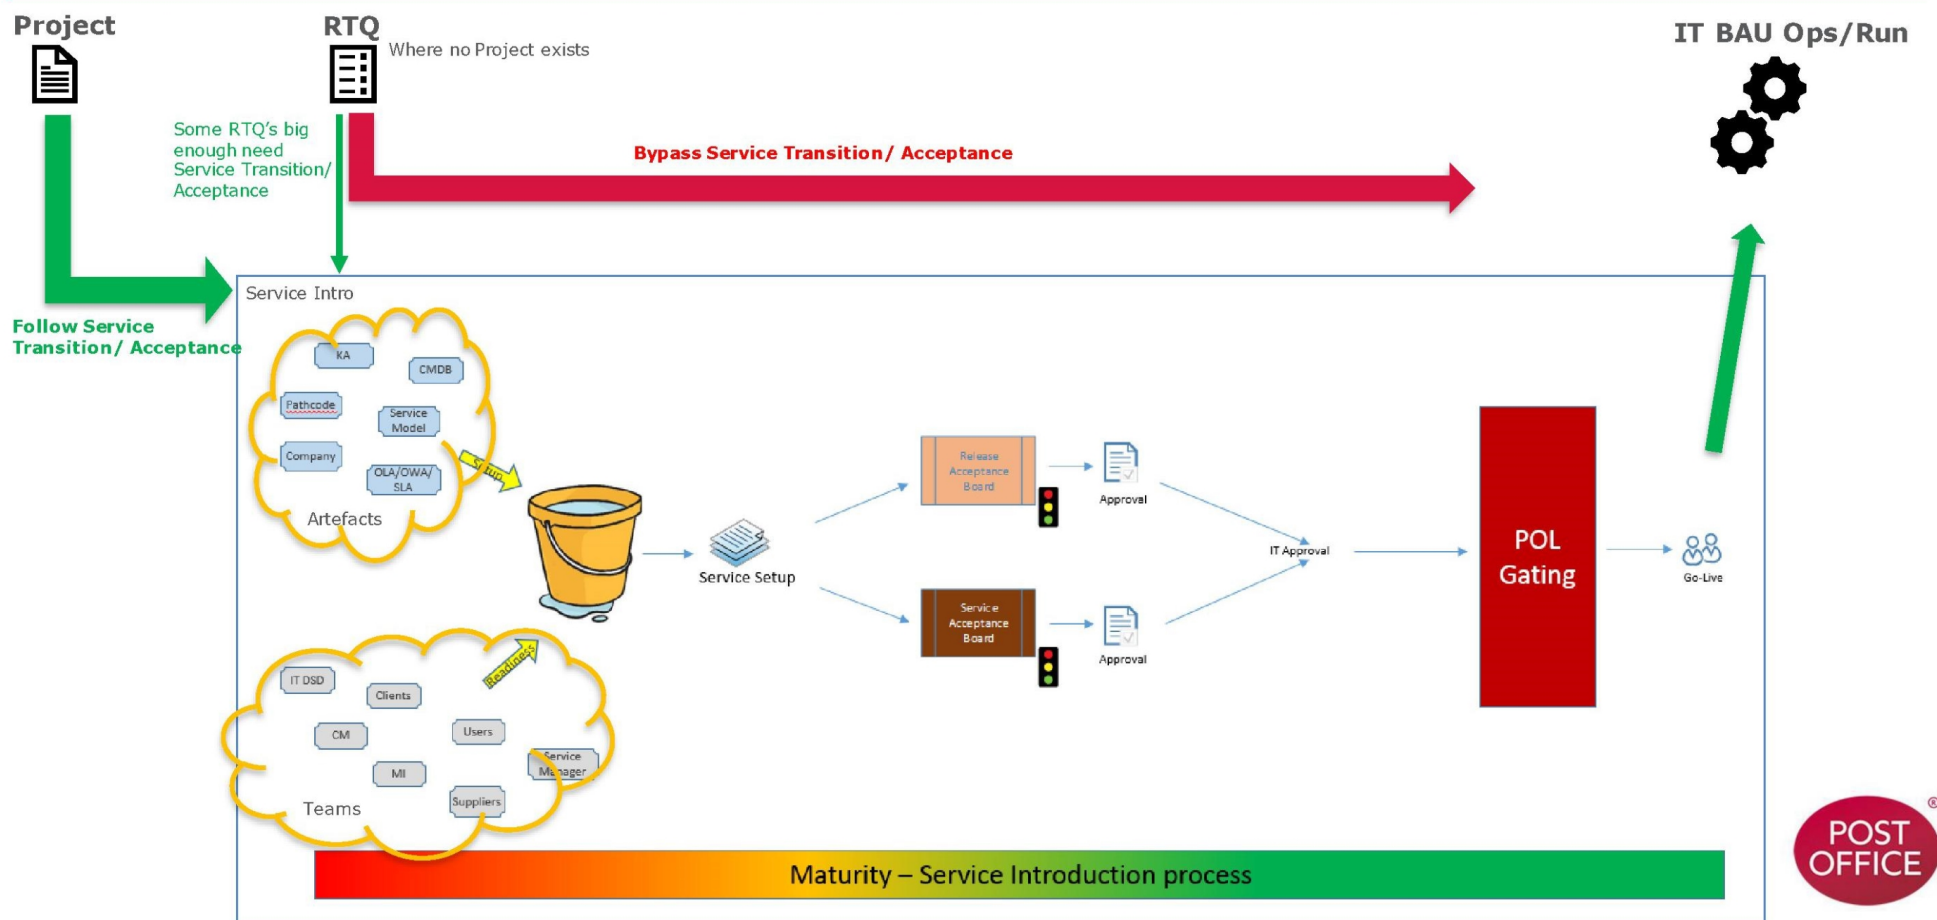 Project
RTQ
Where no Project exists
IT BAU Ops/Run
Some RTQ's big
enough need
Service Transition/
Acceptance
Bypass Service Transition/ Acceptance
Follow Service
Transition/ Acceptance
Service Intro
KA
CMDB
Pathcode
Service
Model
Company
OLA/OWA/
SLA
Artefacts
Setup
Service Setup
Release
Acceptance
Board
Approval
Service
Acceptance
Board
Approval
IT Approval
POL
Gating
Go-Live
Readiness
IT DSD
Clients
CM
Users
MI
Service
Manager
Suppliers
Teams
Maturity – Service Introduction process
POST
OFFICE
®